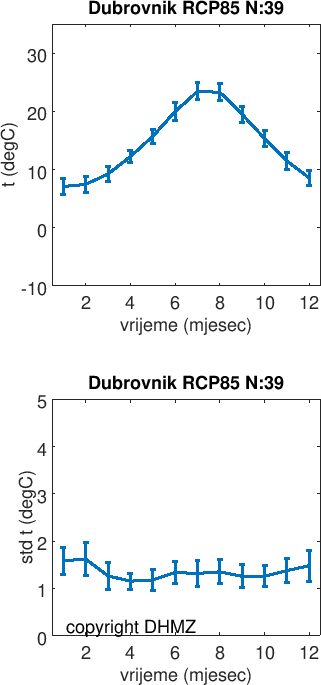 Dubrovnik RCP85 N:39
30
20
10
0
-10
t (degC)
2 4 6 8 10 12
vrijeme (mjesec)
Dubrovnik RCP85 N:39
5
4
3
2
1
0
std t (degC)
copyright DHMZ
2 4 6 8 10 12
vrijeme (mjesec)